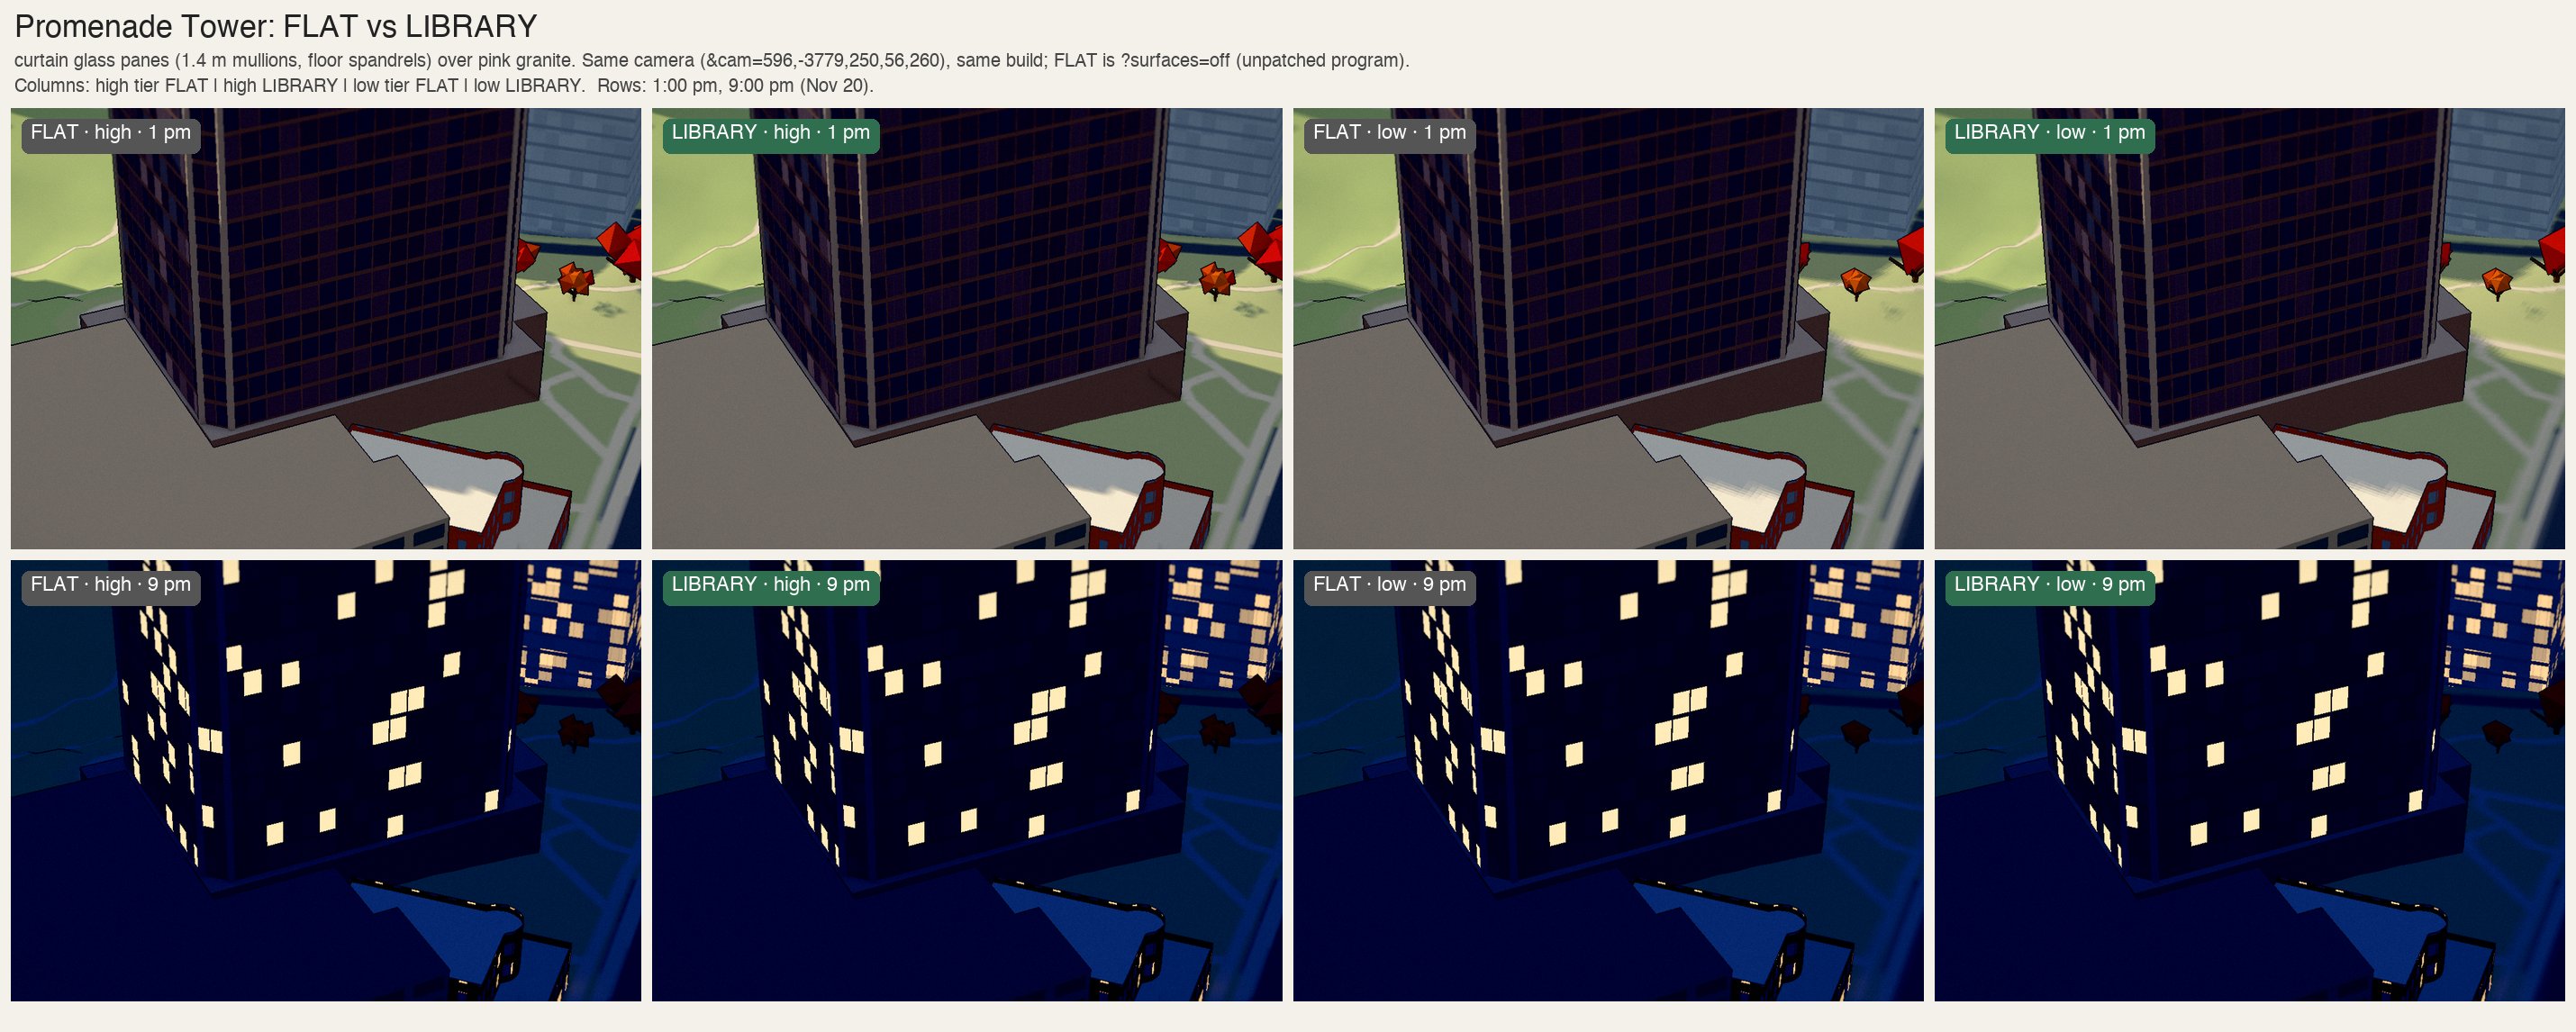 Promenade Tower: FLAT vs LIBRARY
curtain glass panes (1.4 m mullions, floor spandrels) over pink granite. Same camera (&cam=596,-3779,250,56,260), same build; FLAT is ?surfaces=off (unpatched program).
Columns: high tier FLAT | high LIBRARY | low tier FLAT | low LIBRARY.  Rows: 1:00 pm, 9:00 pm (Nov 20).
FLAT · high · 1 pm
LIBRARY · high · 1 pm
FLAT · low · 1 pm
LIBRARY · low · 1 pm
FLAT · high · 9 pm
LIBRARY · high · 9 pm
FLAT · low · 9 pm
LIBRARY · low · 9 pm